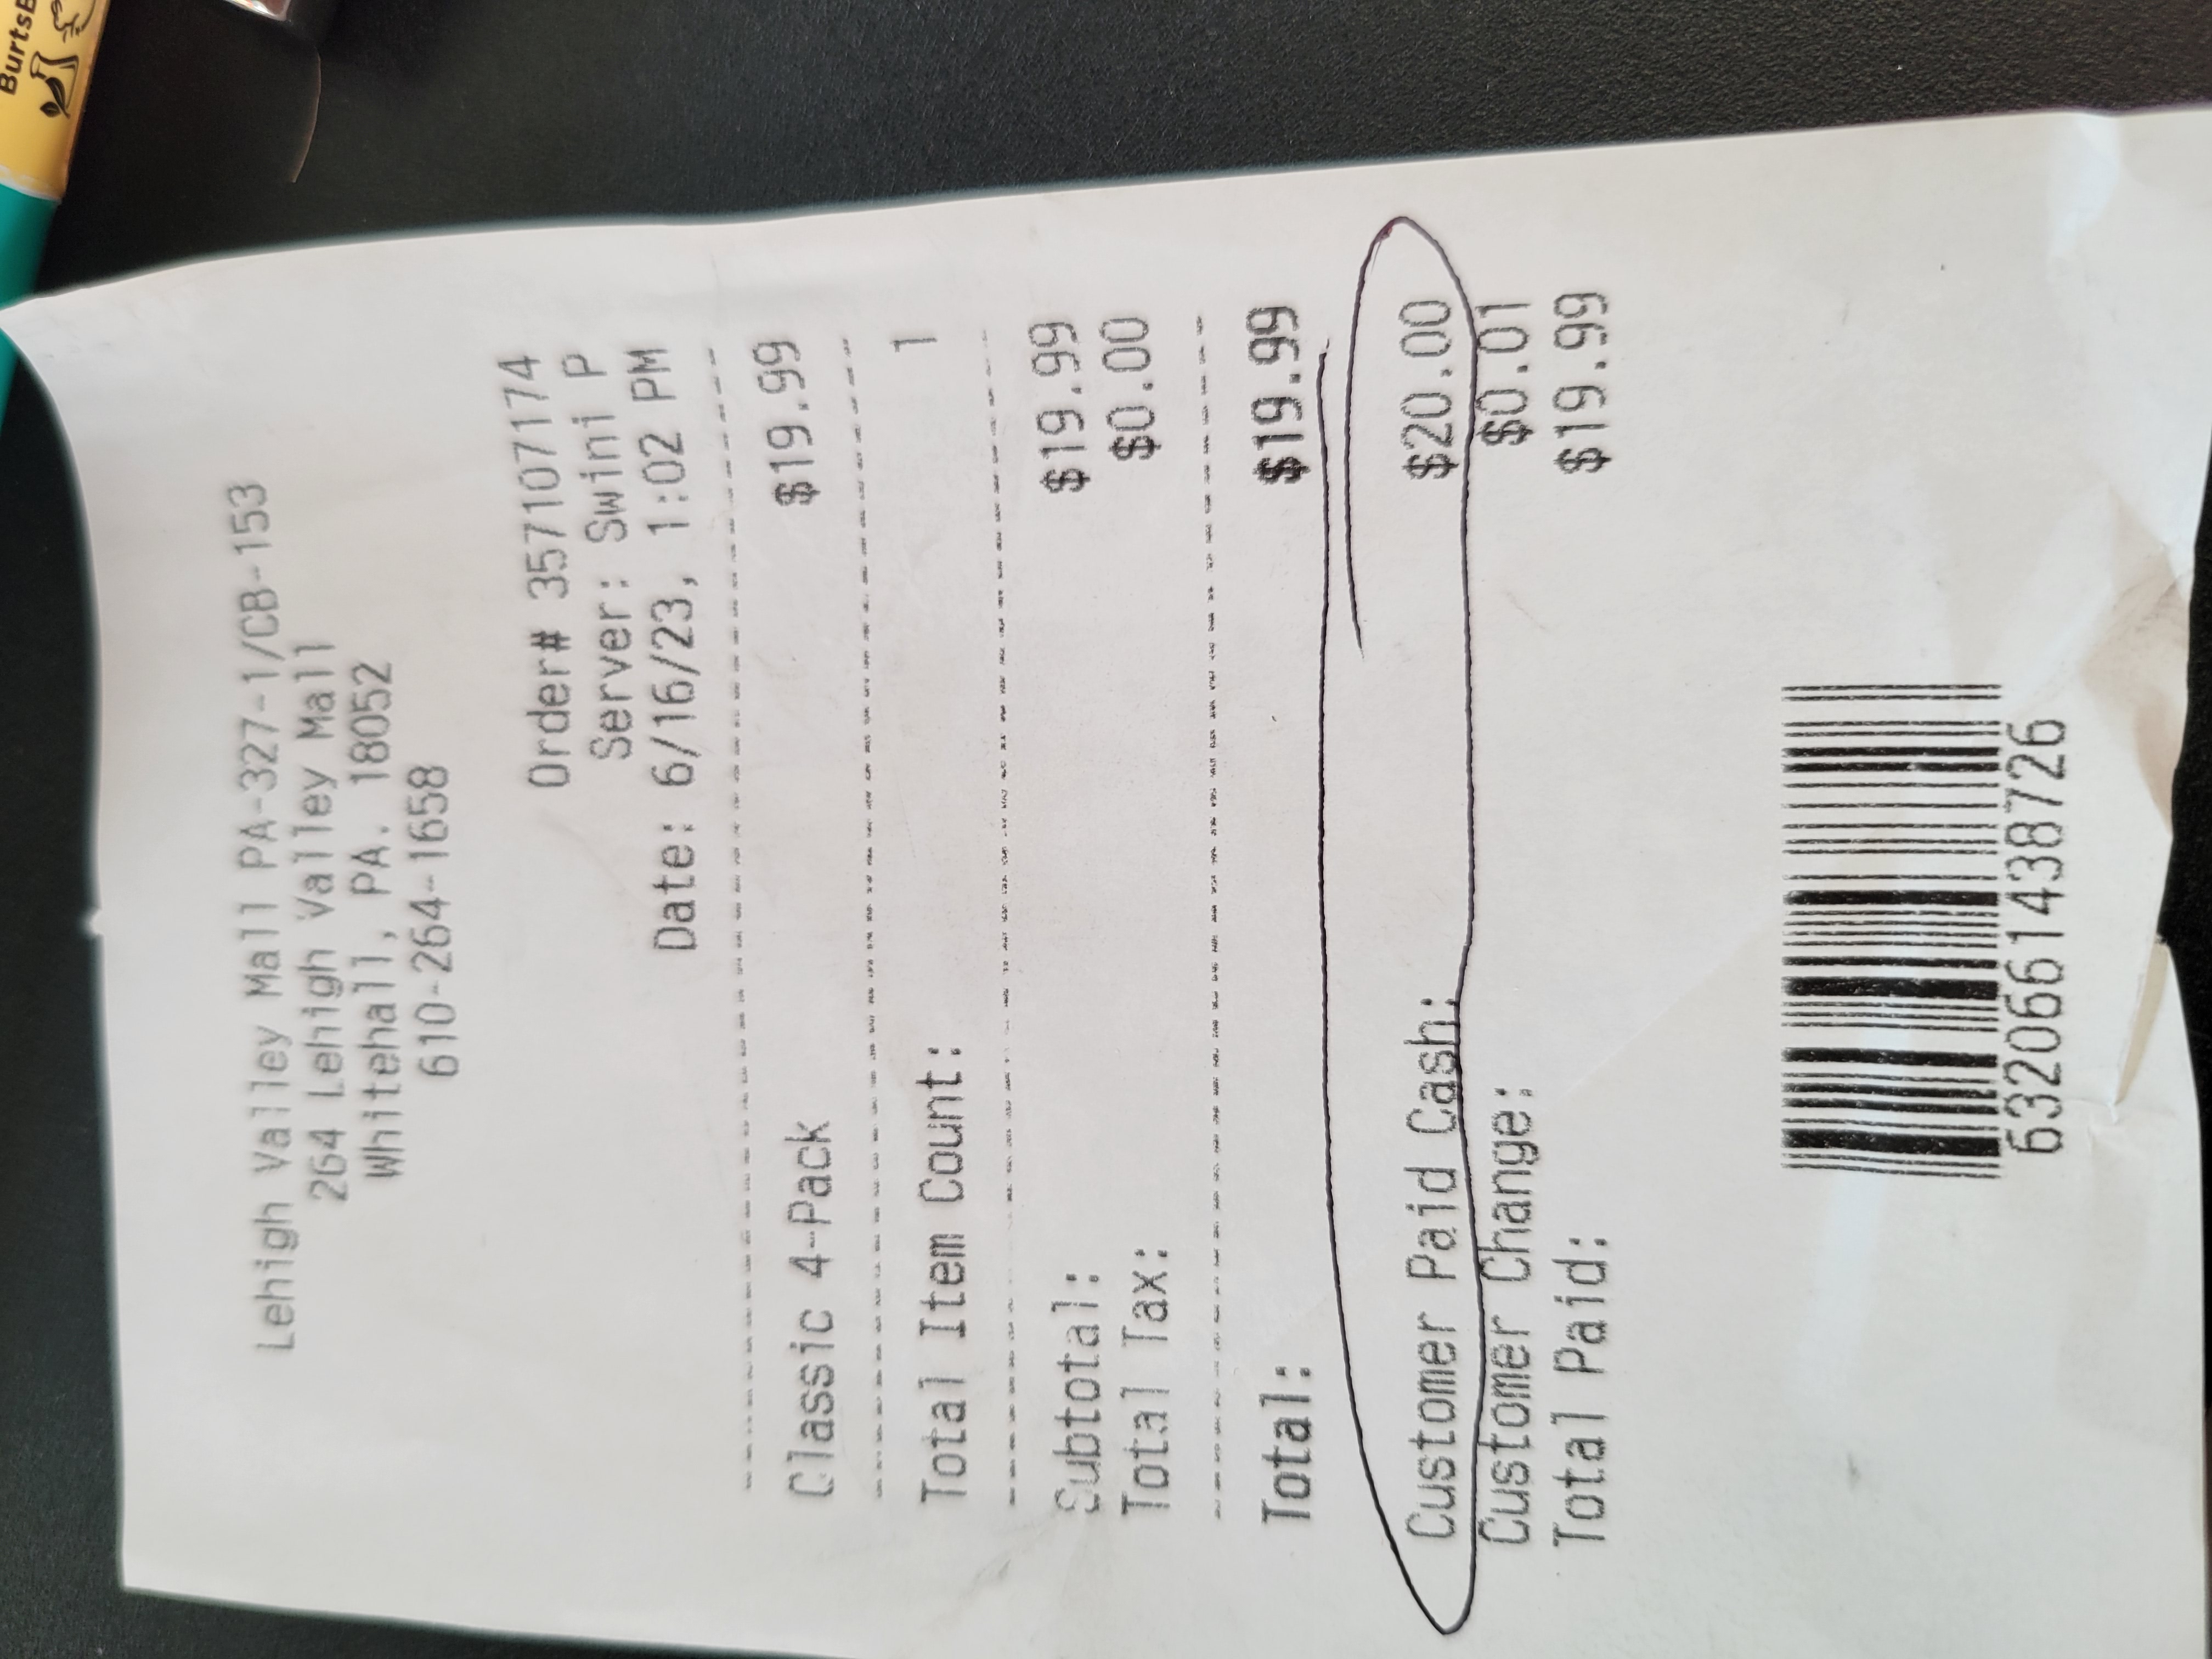 BurtsB
Lehigh Valley Mall PA-327-1/CB-153
264 Lehigh Valley Mall
Whitehall, PA. 18052
610-264-1658
Order# 3571071​74
Server: Swini P
Date: 6/16/23, 1:02 PM
Classic 4-Pack $19.99
Total Item Count: 1
Subtotal: $19.99
Total Tax: $0.00
Total: $19.99
Customer Paid Cash: $20.00
Customer Change: $0.01
Total Paid: $19.99
632066143872​6